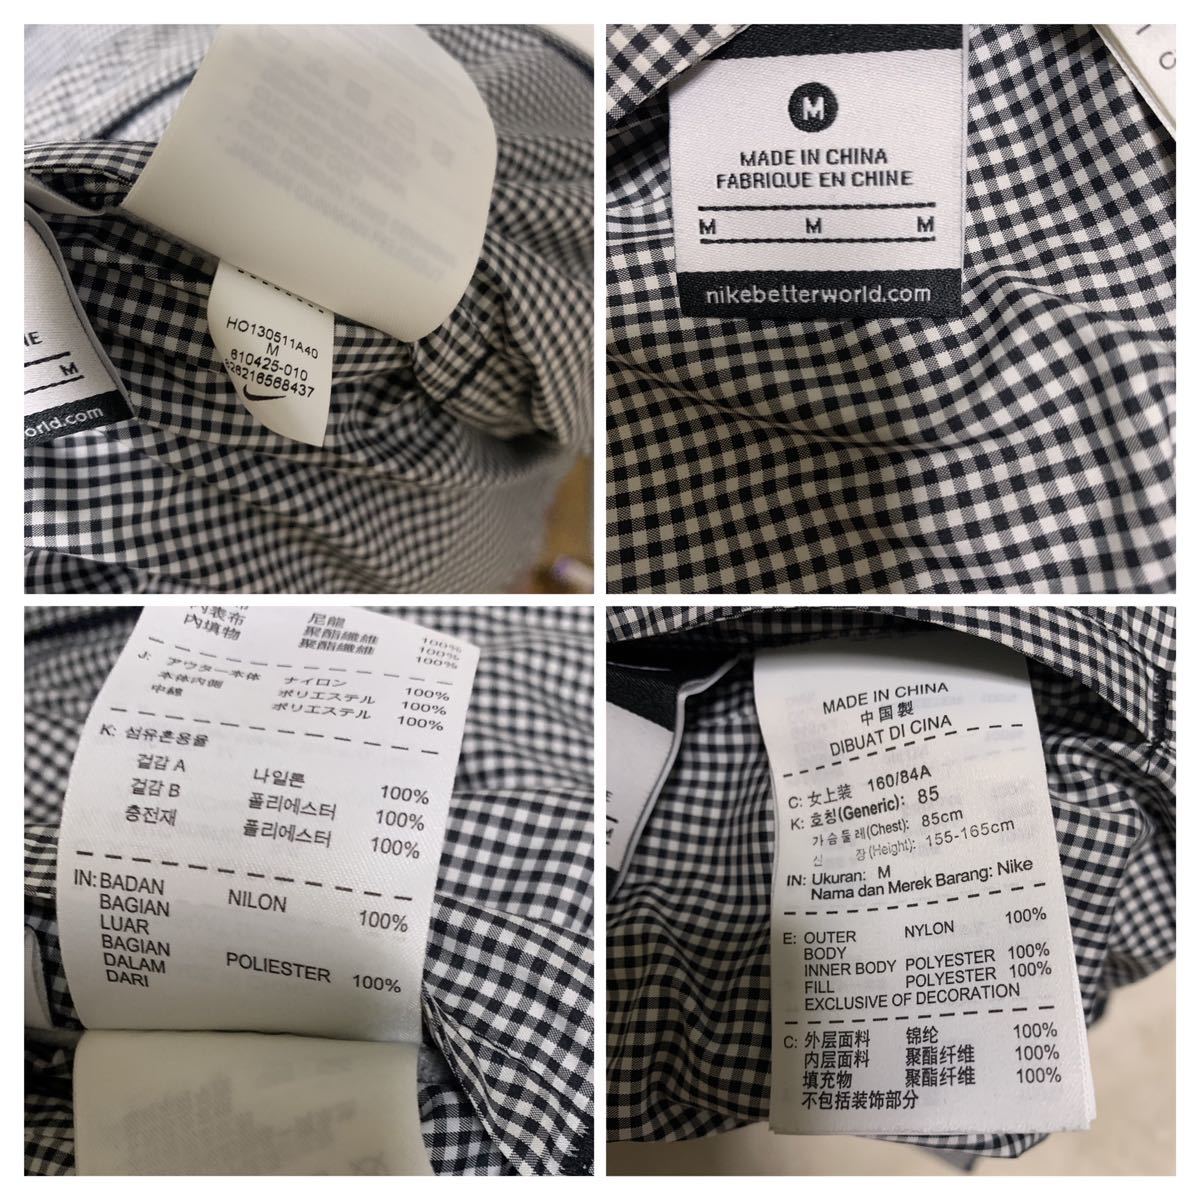 HO130511A40
M
610425-010
M
orld.com
M
MADE IN CHINA
FABRIQUE EN CHINE
M M M
nikebetterworld.com
內表布 尼龍 100%
內填物 聚酯纖維 100%
聚酯纖維 100%
J: アウター本体 ナイロン 100%
本体内側 ポリエステル 100%
中綿 ポリエステル 100%
K: 섬유혼용율
겉감 A 나일론 100%
겉감 B 폴리에스터 100%
충전재 폴리에스터 100%
IN: BADAN NILON 100%
BAGIAN
LUAR
BAGIAN POLIESTER 100%
DALAM
DARI
MADE IN CHINA
中国製
DIBUAT DI CINA
C: 女上装 160/84A
K: 호칭(Generic): 85
가슴둘레(Chest): 85cm
신 장(Height): 155-165cm
IN: Ukuran: M
Nama dan Merek Barang: Nike
E: OUTER NYLON 100%
BODY
INNER BODY POLYESTER 100%
FILL POLYESTER 100%
EXCLUSIVE OF DECORATION
C: 外层面料 锦纶 100%
内层面料 聚酯纤维 100%
填充物 聚酯纤维 100%
不包括装饰部分